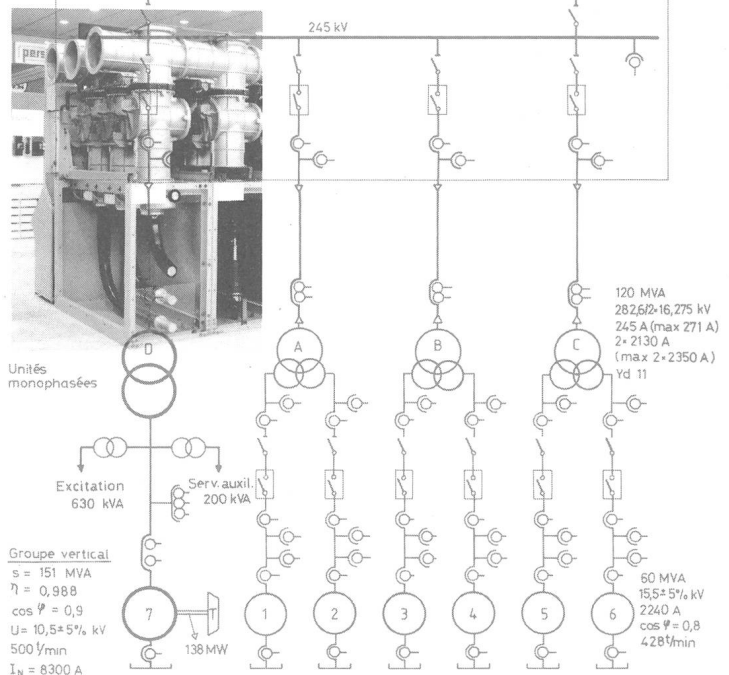 pers
245 kV
D
A
B
C
120 MVA
282,6/2×16,275 kV
245 A (max 271 A)
2×2130 A
(max 2×2350 A)
Yd 11
Unités
monophasées
Excitation
630 kVA
Serv. auxil.
200 kVA
Groupe vertical
s = 151 MVA
η = 0,988
cos φ = 0,9
U = 10,5±5% kV
500 t/min
I_N = 8300 A
7
T
138 MW
1
2
3
4
5
6
60 MVA
15,5±5% kV
2240 A
cos φ = 0,8
428 t/min